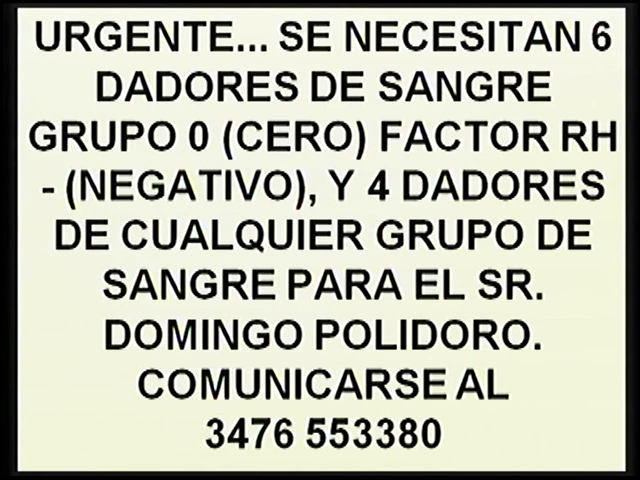 URGENTE... SE NECESITAN 6
DADORES DE SANGRE
GRUPO 0 (CERO) FACTOR RH
- (NEGATIVO), Y 4 DADORES
DE CUALQUIER GRUPO DE
SANGRE PARA EL SR.
DOMINGO POLIDORO.
COMUNICARSE AL
3476 553380